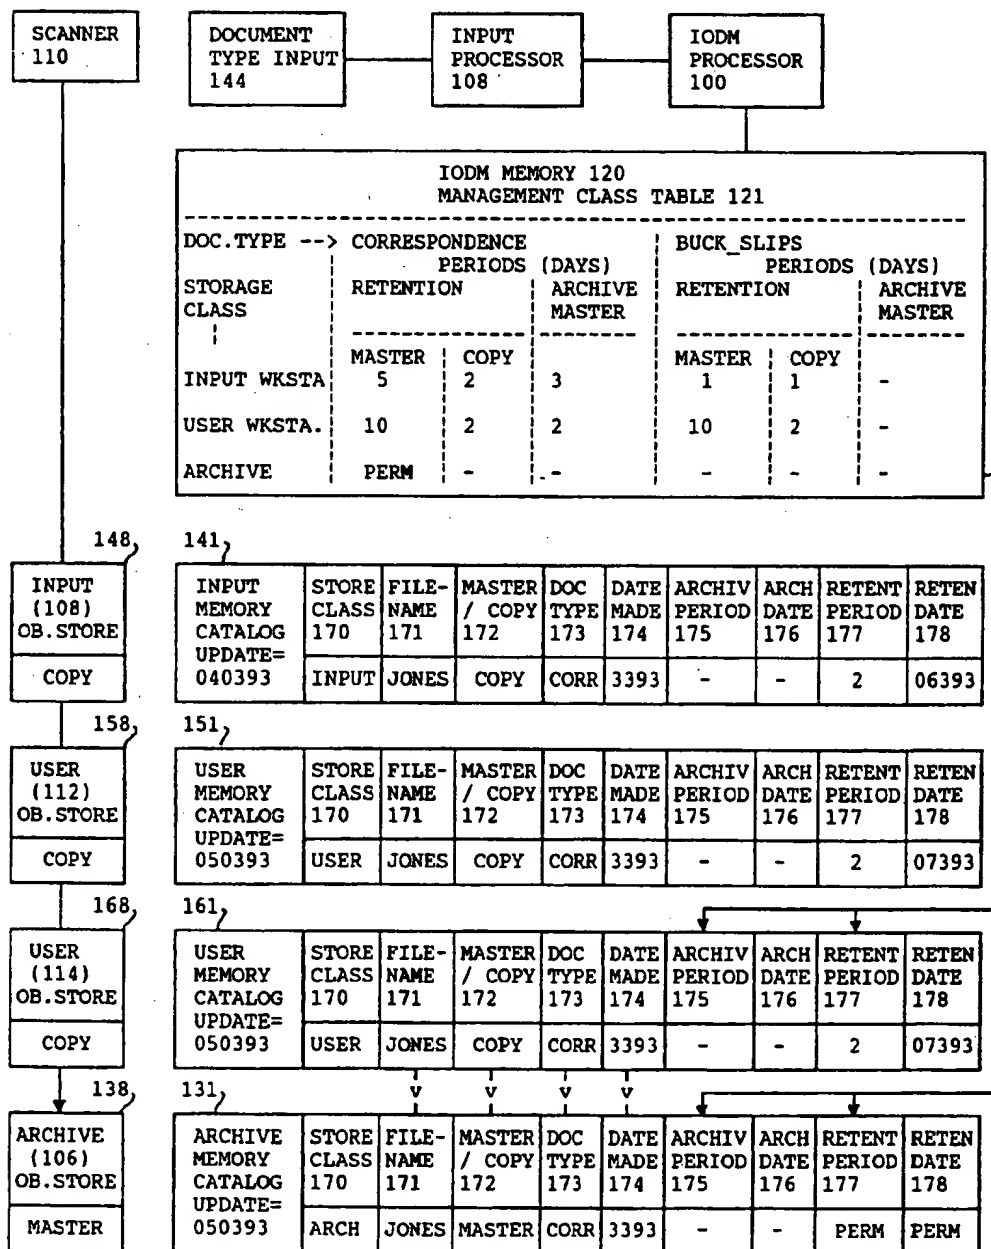 SCANNER
110
DOCUMENT
TYPE INPUT
144
INPUT
PROCESSOR
108
IODM
PROCESSOR
100
IODM MEMORY 120
MANAGEMENT CLASS TABLE 121
DOC.TYPE --> CORRESPONDENCE BUCK_SLIPS
PERIODS (DAYS) PERIODS (DAYS)
STORAGE RETENTION ARCHIVE RETENTION ARCHIVE
CLASS MASTER MASTER
MASTER COPY MASTER COPY
INPUT WKSTA 5 2 3 1 1 -
USER WKSTA. 10 2 2 10 2 -
ARCHIVE PERM - - - - -
148
INPUT
(108)
OB.STORE
COPY
141
INPUT STORE FILE- MASTER DOC DATE ARCHIV ARCH RETENT RETEN
MEMORY CLASS NAME / COPY TYPE MADE PERIOD DATE PERIOD DATE
CATALOG 170 171 172 173 174 175 176 177 178
UPDATE=
040393 INPUT JONES COPY CORR 3393 - - 2 06393
158
USER
(112)
OB.STORE
COPY
151
USER STORE FILE- MASTER DOC DATE ARCHIV ARCH RETENT RETEN
MEMORY CLASS NAME / COPY TYPE MADE PERIOD DATE PERIOD DATE
CATALOG 170 171 172 173 174 175 176 177 178
UPDATE=
050393 USER JONES COPY CORR 3393 - - 2 07393
168
USER
(114)
OB.STORE
COPY
161
USER STORE FILE- MASTER DOC DATE ARCHIV ARCH RETENT RETEN
MEMORY CLASS NAME / COPY TYPE MADE PERIOD DATE PERIOD DATE
CATALOG 170 171 172 173 174 175 176 177 178
UPDATE=
050393 USER JONES COPY CORR 3393 - - 2 07393
v v v v
138
ARCHIVE
(106)
OB.STORE
MASTER
131
ARCHIVE STORE FILE- MASTER DOC DATE ARCHIV ARCH RETENT RETEN
MEMORY CLASS NAME / COPY TYPE MADE PERIOD DATE PERIOD DATE
CATALOG 170 171 172 173 174 175 176 177 178
UPDATE=
050393 ARCH JONES MASTER CORR 3393 - - PERM PERM